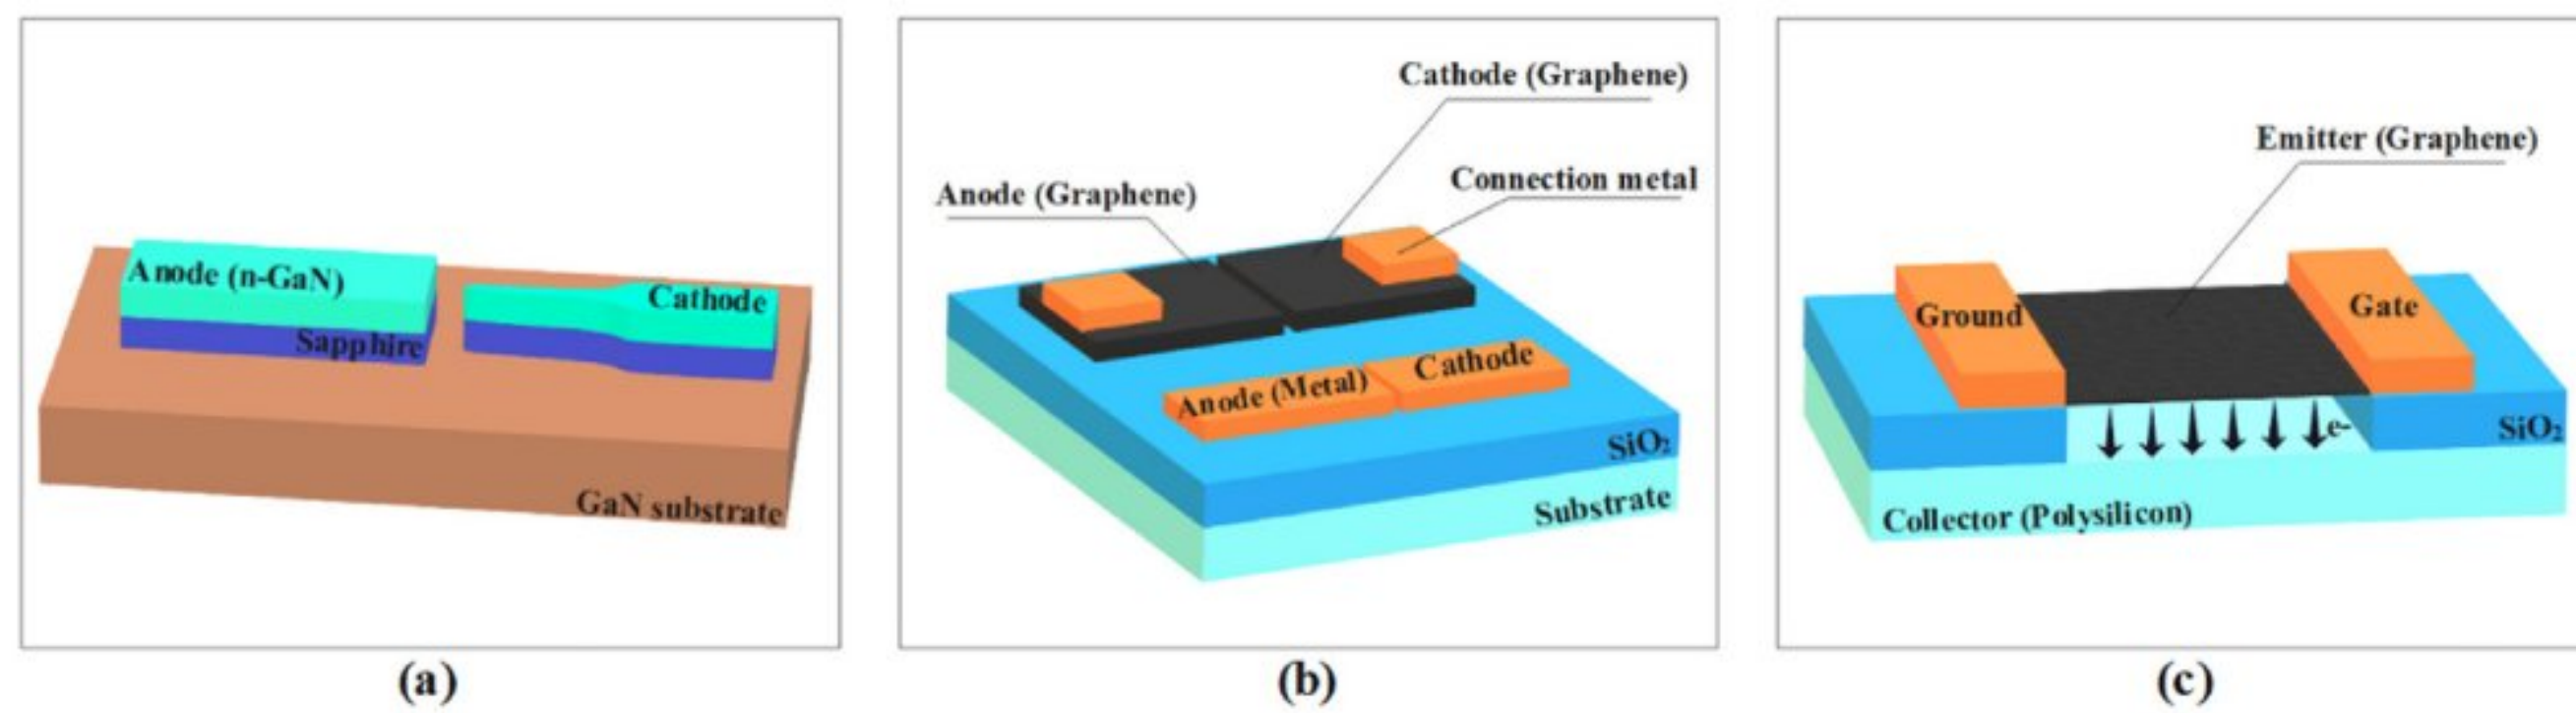 Anode (n-GaN)
Cathode
Sapphire
GaN substrate
(a)
Cathode (Graphene)
Connection metal
Anode (Graphene)
Anode (Metal)
Cathode
SiO₂
Substrate
(b)
Emitter (Graphene)
Ground
Gate
e-
SiO₂
Collector (Polysilicon)
(c)